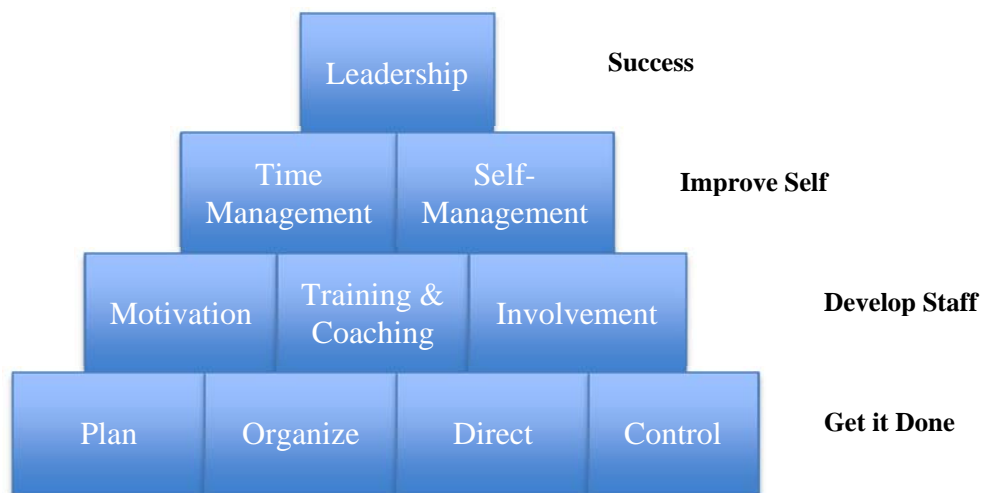 Leadership
Success
Time
Management
Self-
Management
Improve Self
Motivation
Training &
Coaching
Involvement
Develop Staff
Plan
Organize
Direct
Control
Get it Done